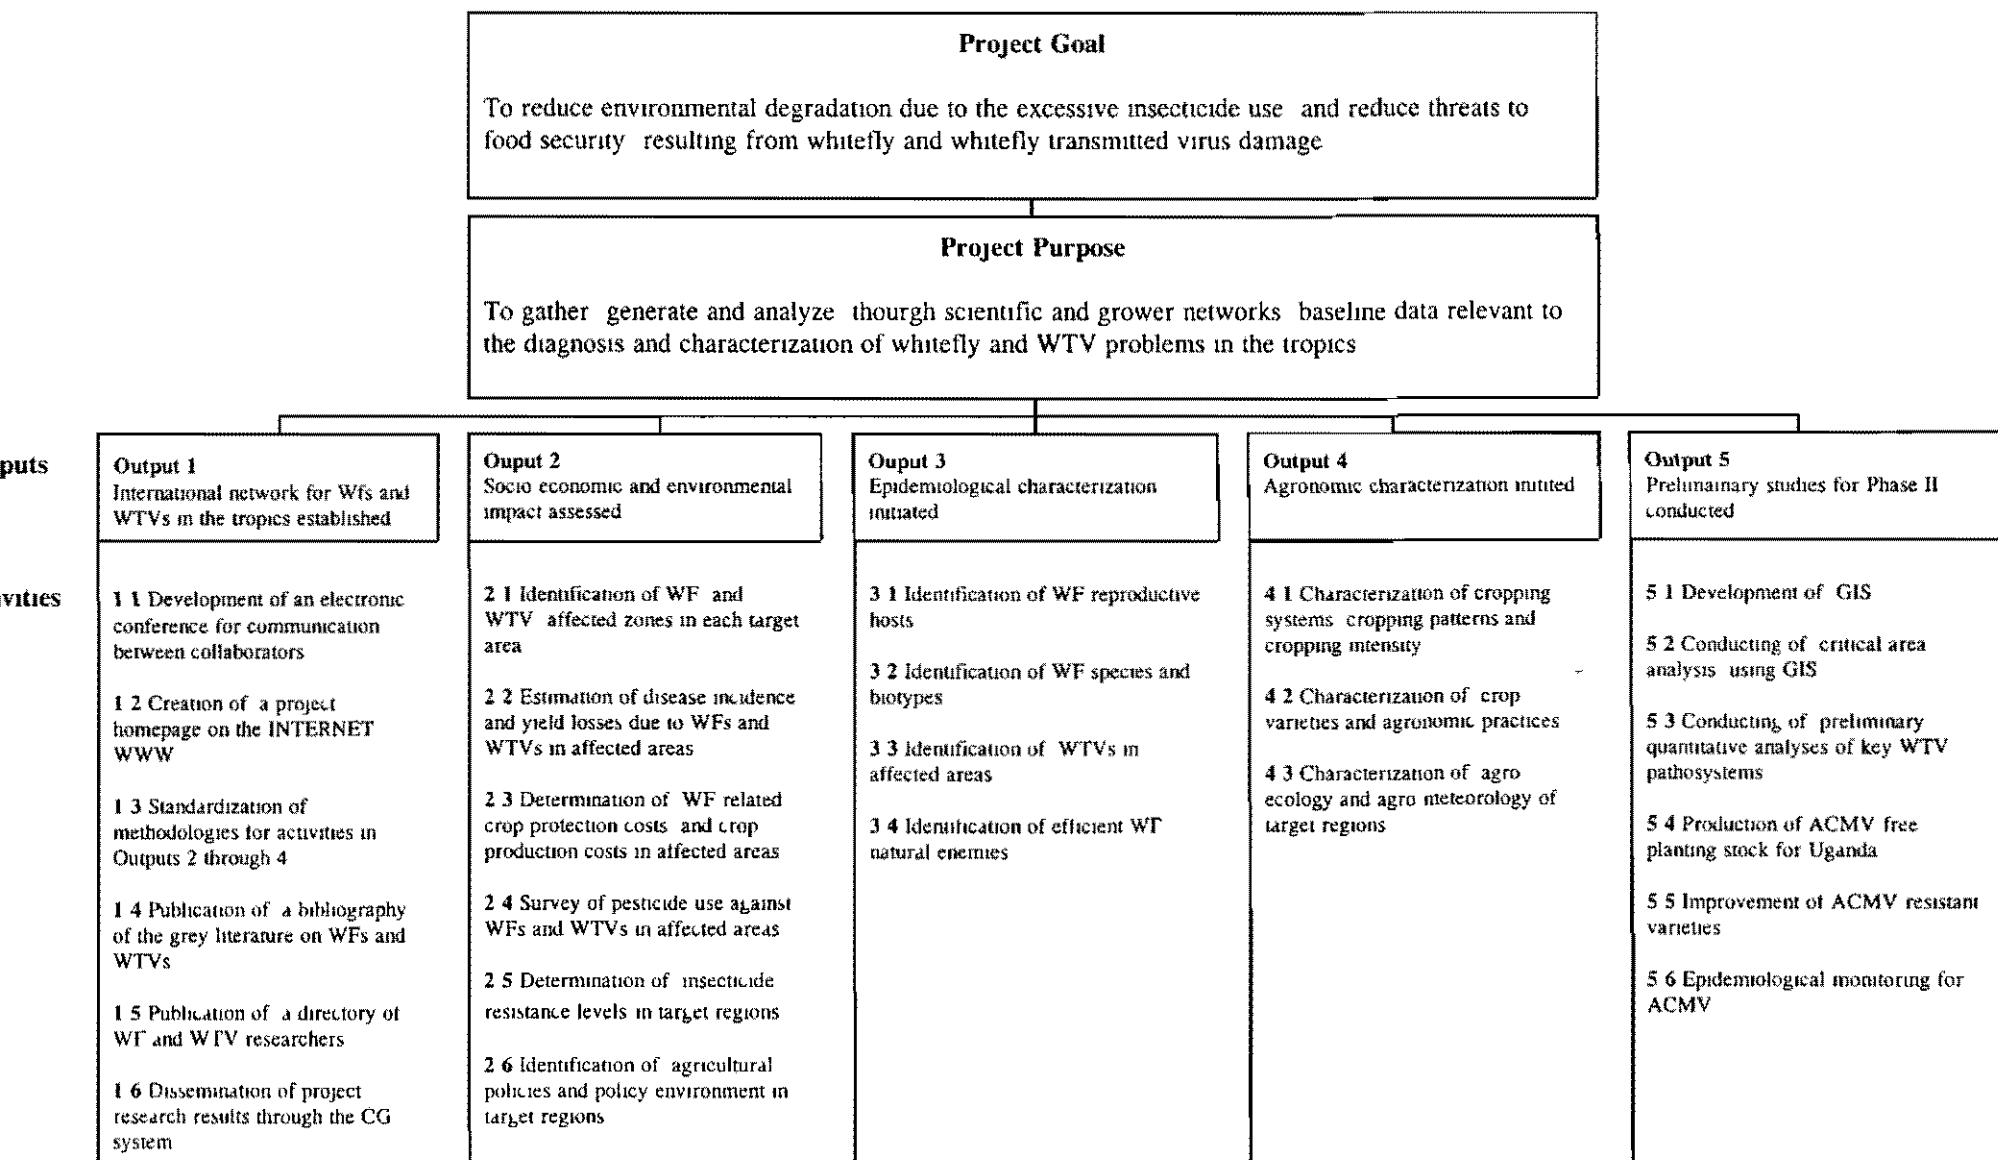 Project Goal
To reduce environmental degradation due to the excessive insecticide use and reduce threats to
food security resulting from whitefly and whitefly transmitted virus damage
Project Purpose
To gather generate and analyze thourgh scientific and grower networks baseline data relevant to
the diagnosis and characterization of whitefly and WTV problems in the tropics
puts
Output 1
International network for Wfs and
WTVs in the tropics established
Ouput 2
Socio economic and environmental
impact assessed
Ouput 3
Epidemiological characterization
initiated
Output 4
Agronomic characterization initited
Output 5
Prelimainary studies for Phase II
conducted
vities
1 1 Development of an electronic
conference for communication
between collaborators
1 2 Creation of a project
homepage on the INTERNET
WWW
1 3 Standardization of
methodologies for activities in
Outputs 2 through 4
1 4 Publication of a bibliography
of the grey literature on WFs and
WTVs
1 5 Publication of a directory of
WF and WTV researchers
1 6 Dissemination of project
research results through the CG
system
2 1 Identification of WF and
WTV affected zones in each target
area
2 2 Estimation of disease incidence
and yield losses due to WFs and
WTVs in affected areas
2 3 Determination of WF related
crop protection costs and crop
production costs in affected areas
2 4 Survey of pesticide use against
WFs and WTVs in affected areas
2 5 Determination of insecticide
resistance levels in target regions
2 6 Identification of agricultural
policies and policy environment in
target regions
3 1 Identification of WF reproductive
hosts
3 2 Identification of WF species and
biotypes
3 3 Identification of WTVs in
affected areas
3 4 Identification of efficient WF
natural enemies
4 1 Characterization of cropping
systems cropping patterns and
cropping intensity
4 2 Characterization of crop
varieties and agronomic practices
4 3 Characterization of agro
ecology and agro meteorology of
target regions
5 1 Development of GIS
5 2 Conducting of critical area
analysis using GIS
5 3 Conducting of preliminary
quantitative analyses of key WTV
pathosystems
5 4 Production of ACMV free
planting stock for Uganda
5 5 Improvement of ACMV resistant
varieties
5 6 Epidemiological monitoring for
ACMV